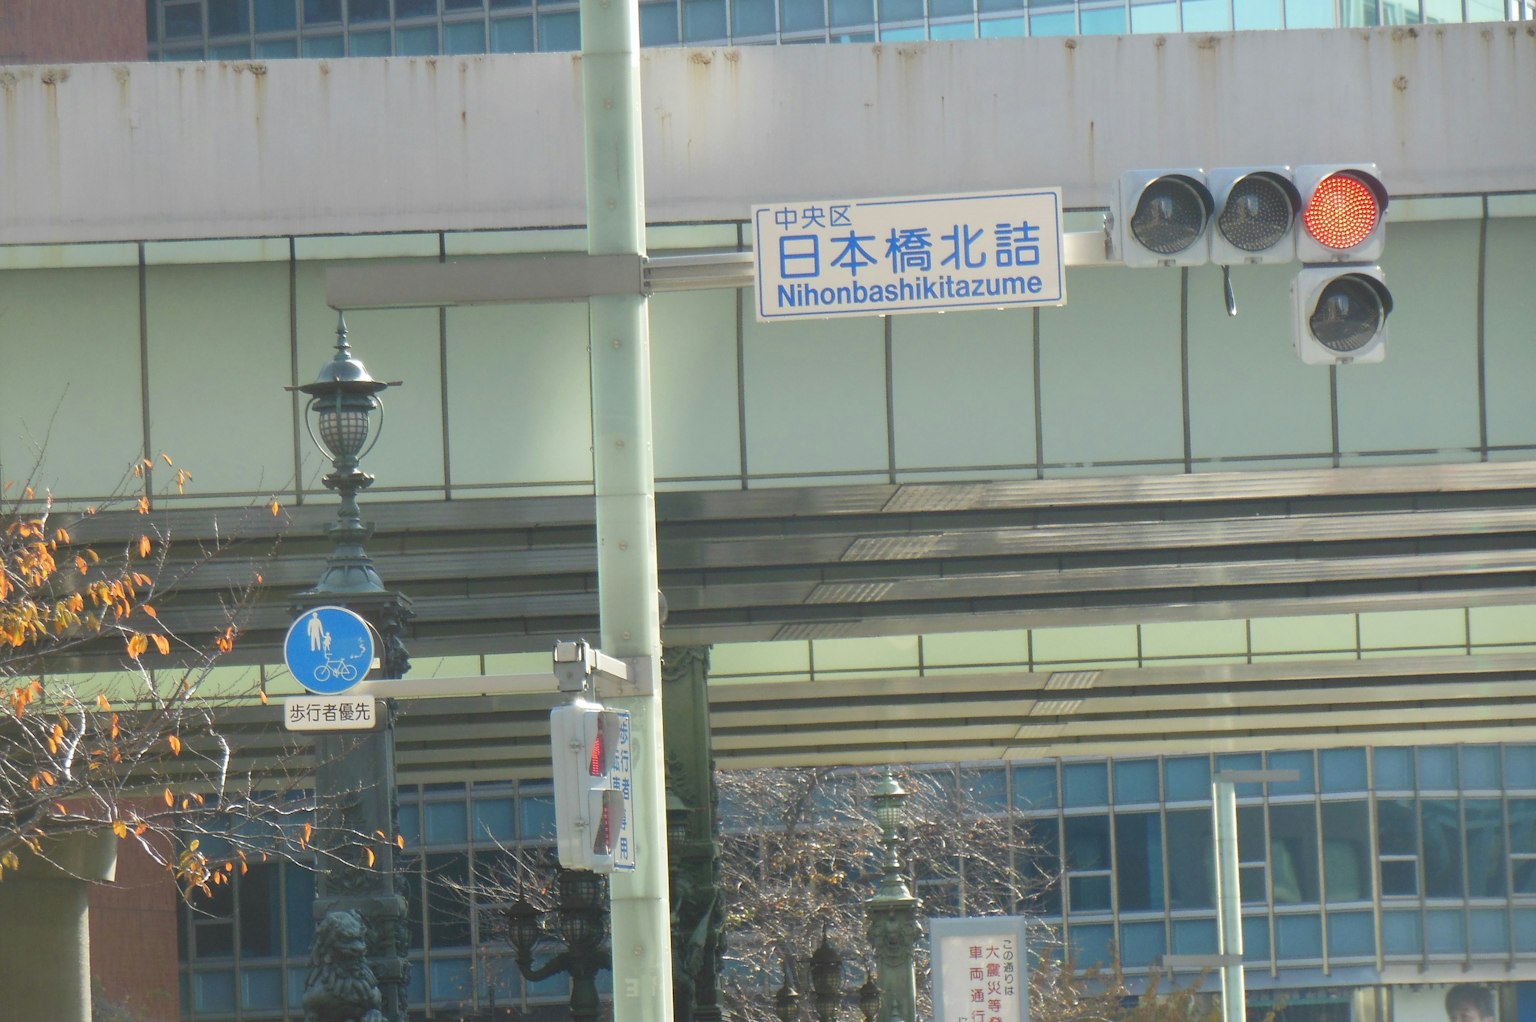 中央区
日本橋北詰
Nihonbashikitazume
歩行者優先
歩行者
専用
この通りは
大震災等
車両通行